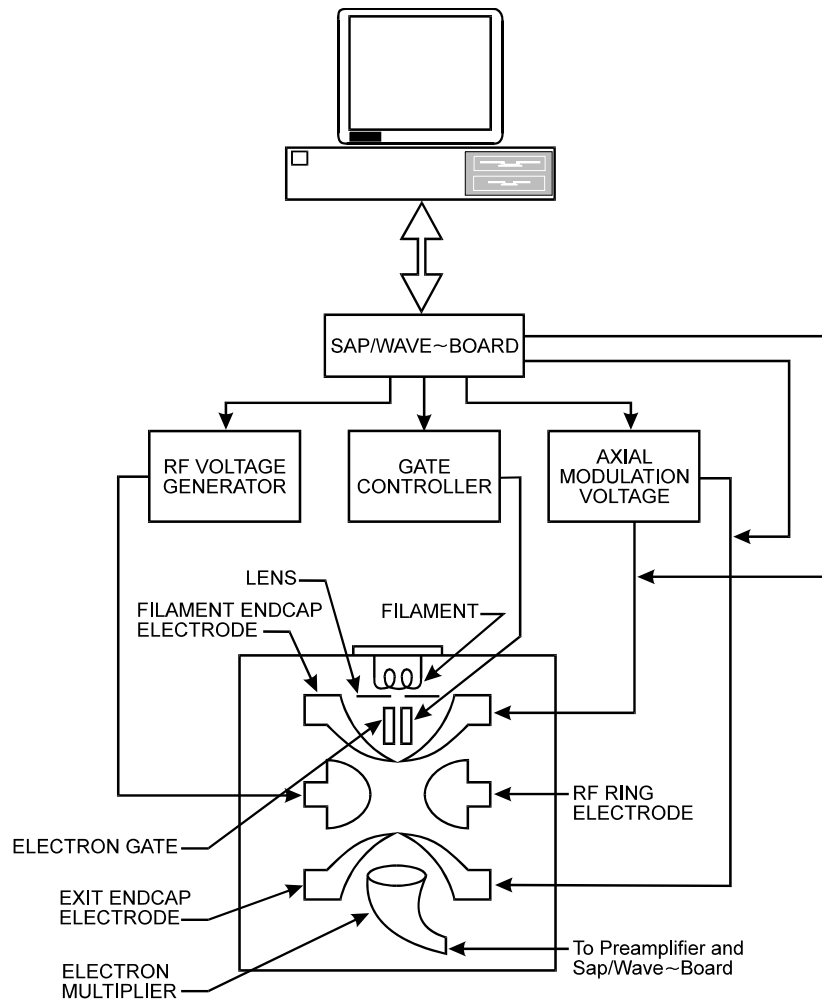 SAP/WAVE~BOARD
RF VOLTAGE
GENERATOR
GATE
CONTROLLER
AXIAL
MODULATION
VOLTAGE
LENS
FILAMENT ENDCAP
ELECTRODE
FILAMENT
RF RING
ELECTRODE
ELECTRON GATE
EXIT ENDCAP
ELECTRODE
ELECTRON
MULTIPLIER
To Preamplifier and
Sap/Wave~Board